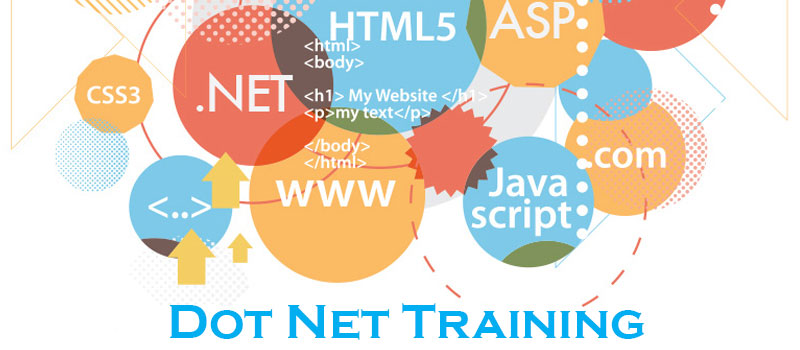 HTML5
ASP
<html>
<body>
CSS3
.NET
<h1> My Website </h1>
<p>my text</p>
</body>
</html>
.com
www
Java
script
<..>
DOT NET TRAINING